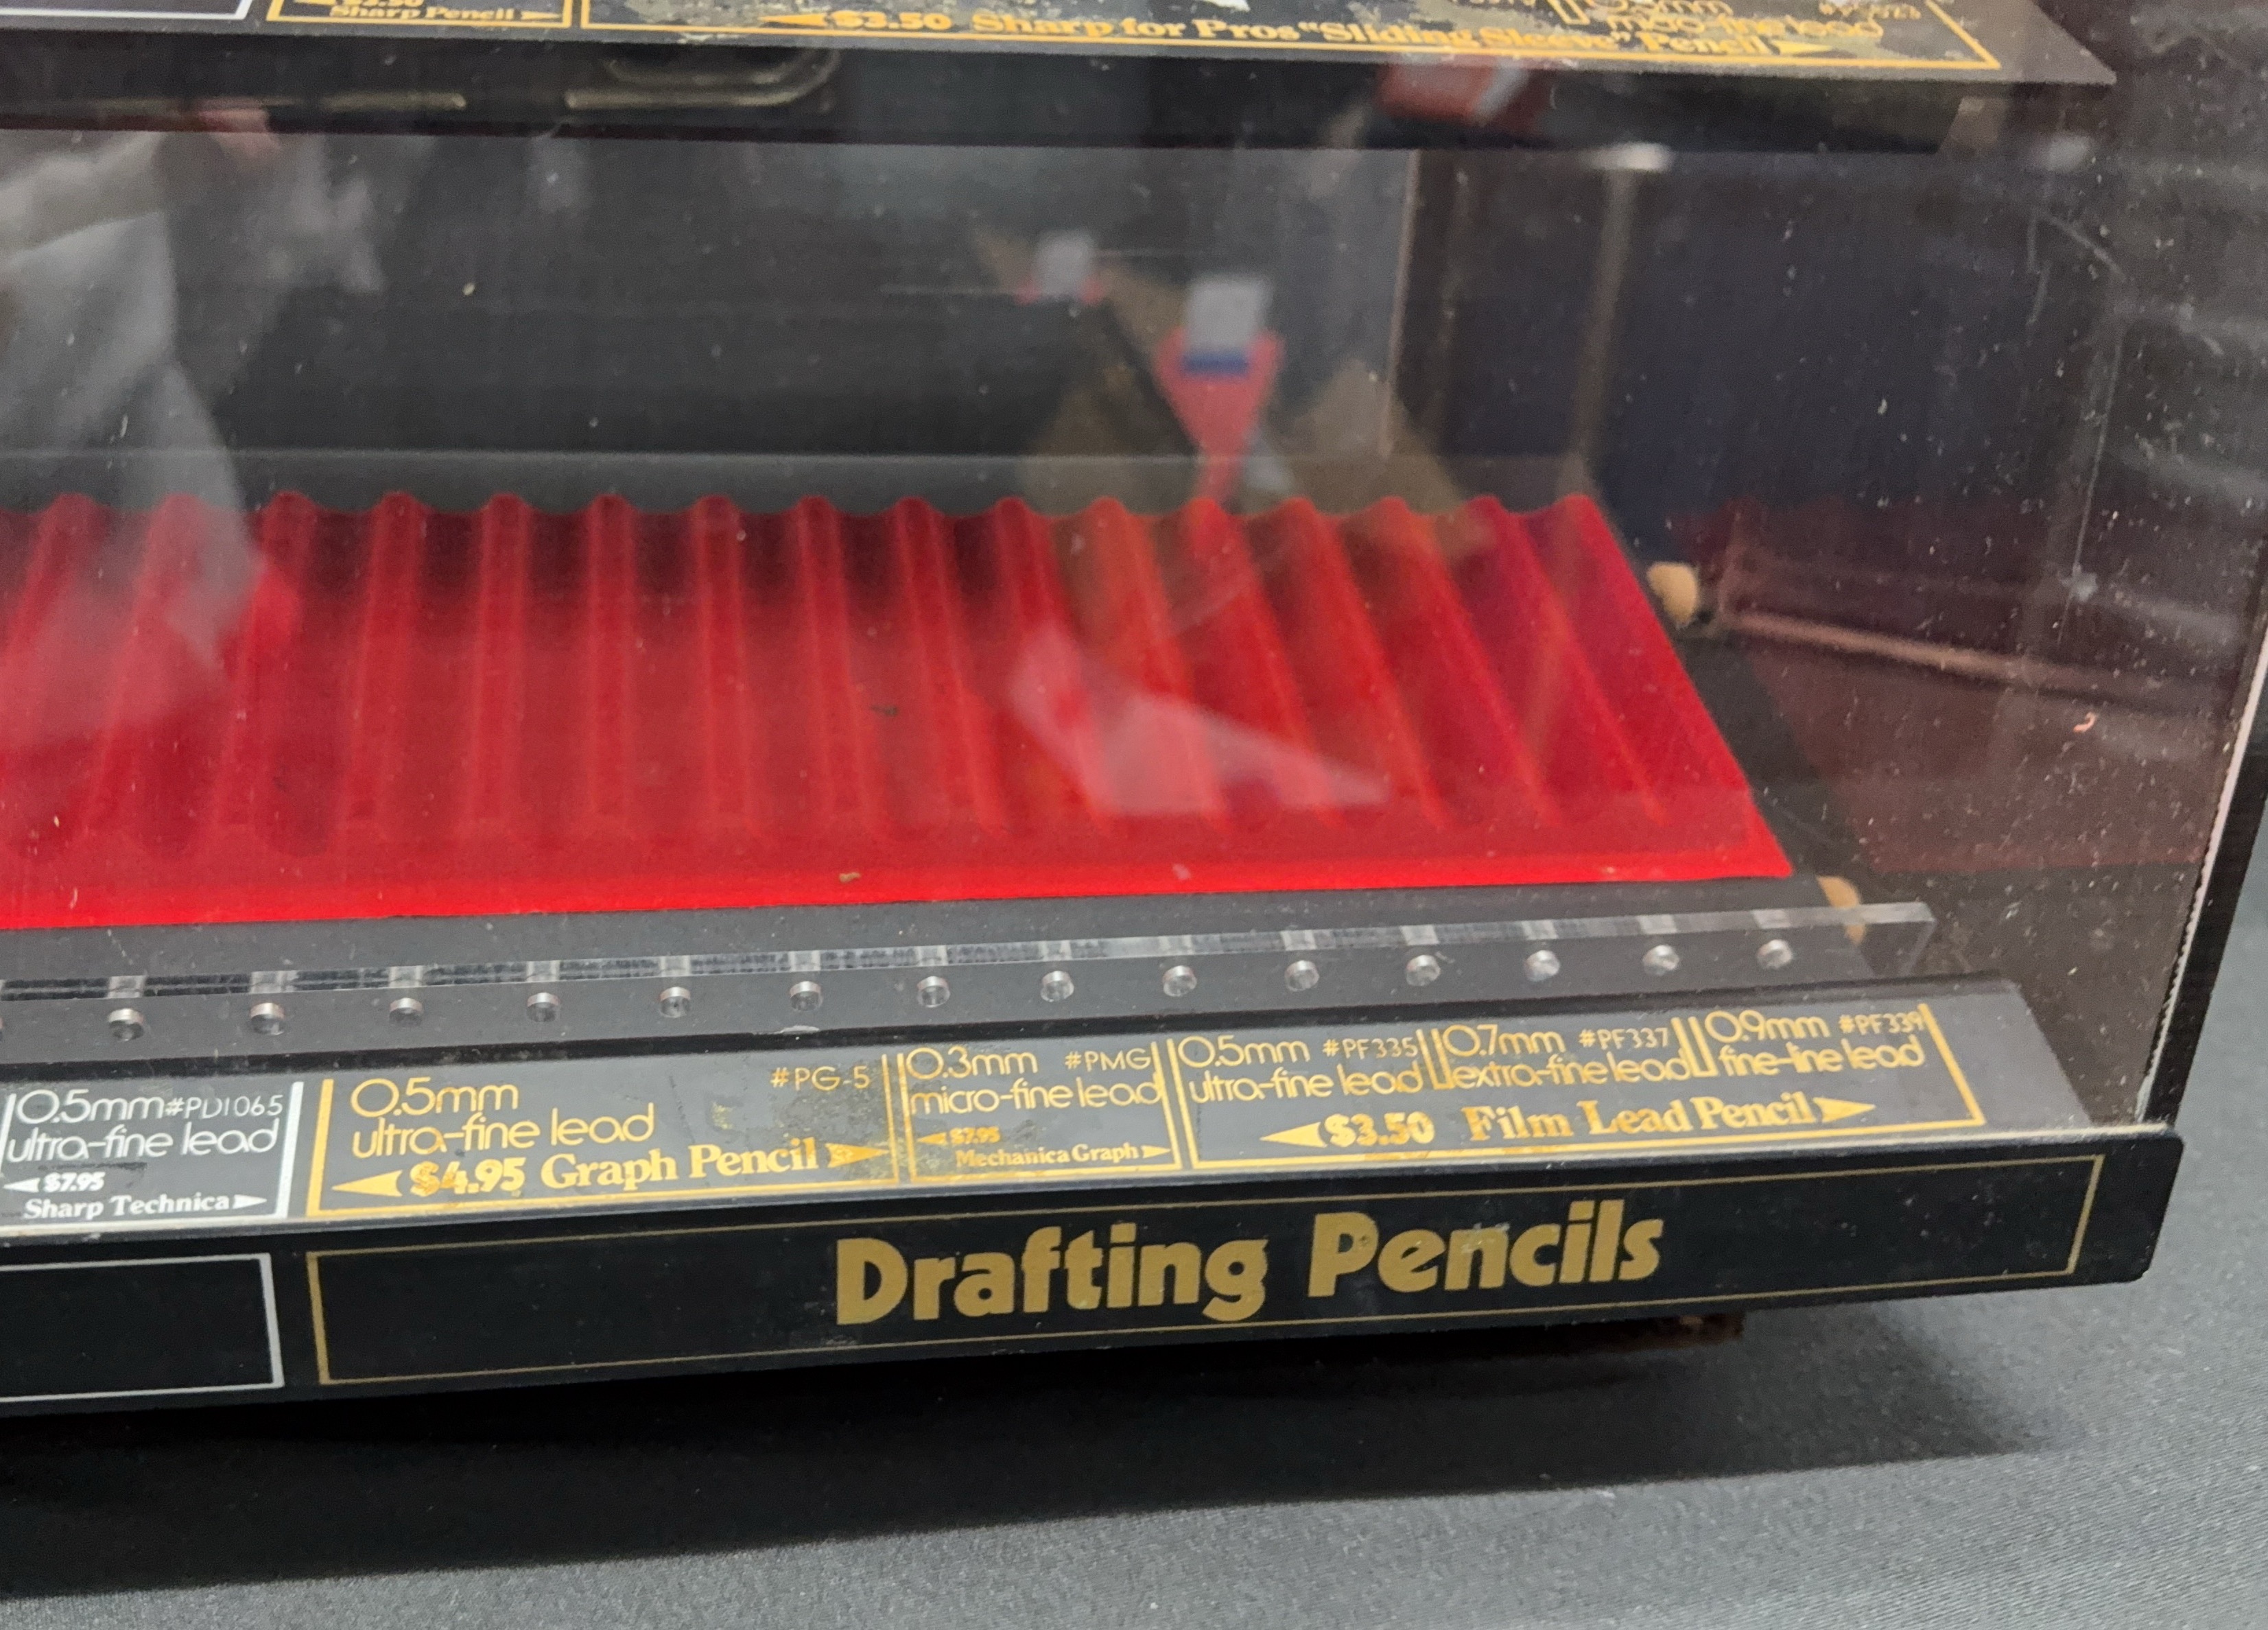 Sharp Pencil
$3.50 Sharp for Pros "Sliding Sleeve" Pencil
0.5mm #PD1065
ultra-fine lead
$7.95
Sharp Technica
0.5mm #PG-5
ultra-fine lead
$4.95 Graph Pencil
0.3mm #PMG
micro-fine lead
$7.95
Mechanica Graph
0.5mm #PF335
ultra-fine lead
0.7mm #PF337
extra-fine lead
0.9mm #PF339
fine-line lead
$3.50 Film Lead Pencil
Drafting Pencils